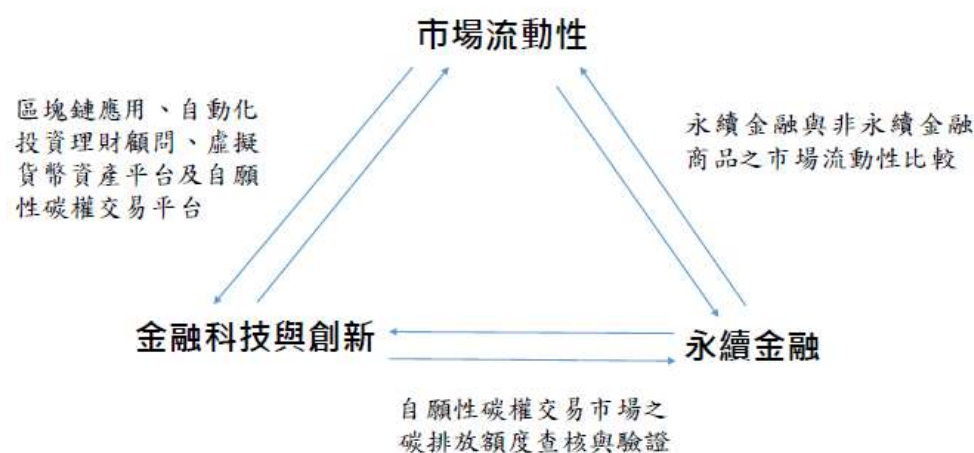 市場流動性
區塊鏈應用、自動化
投資理財顧問、虛擬
貨幣資產平台及自願
性碳權交易平台
永續金融與非永續金融
商品之市場流動性比較
金融科技與創新
永續金融
自願性碳權交易市場之
碳排放額度查核與驗證